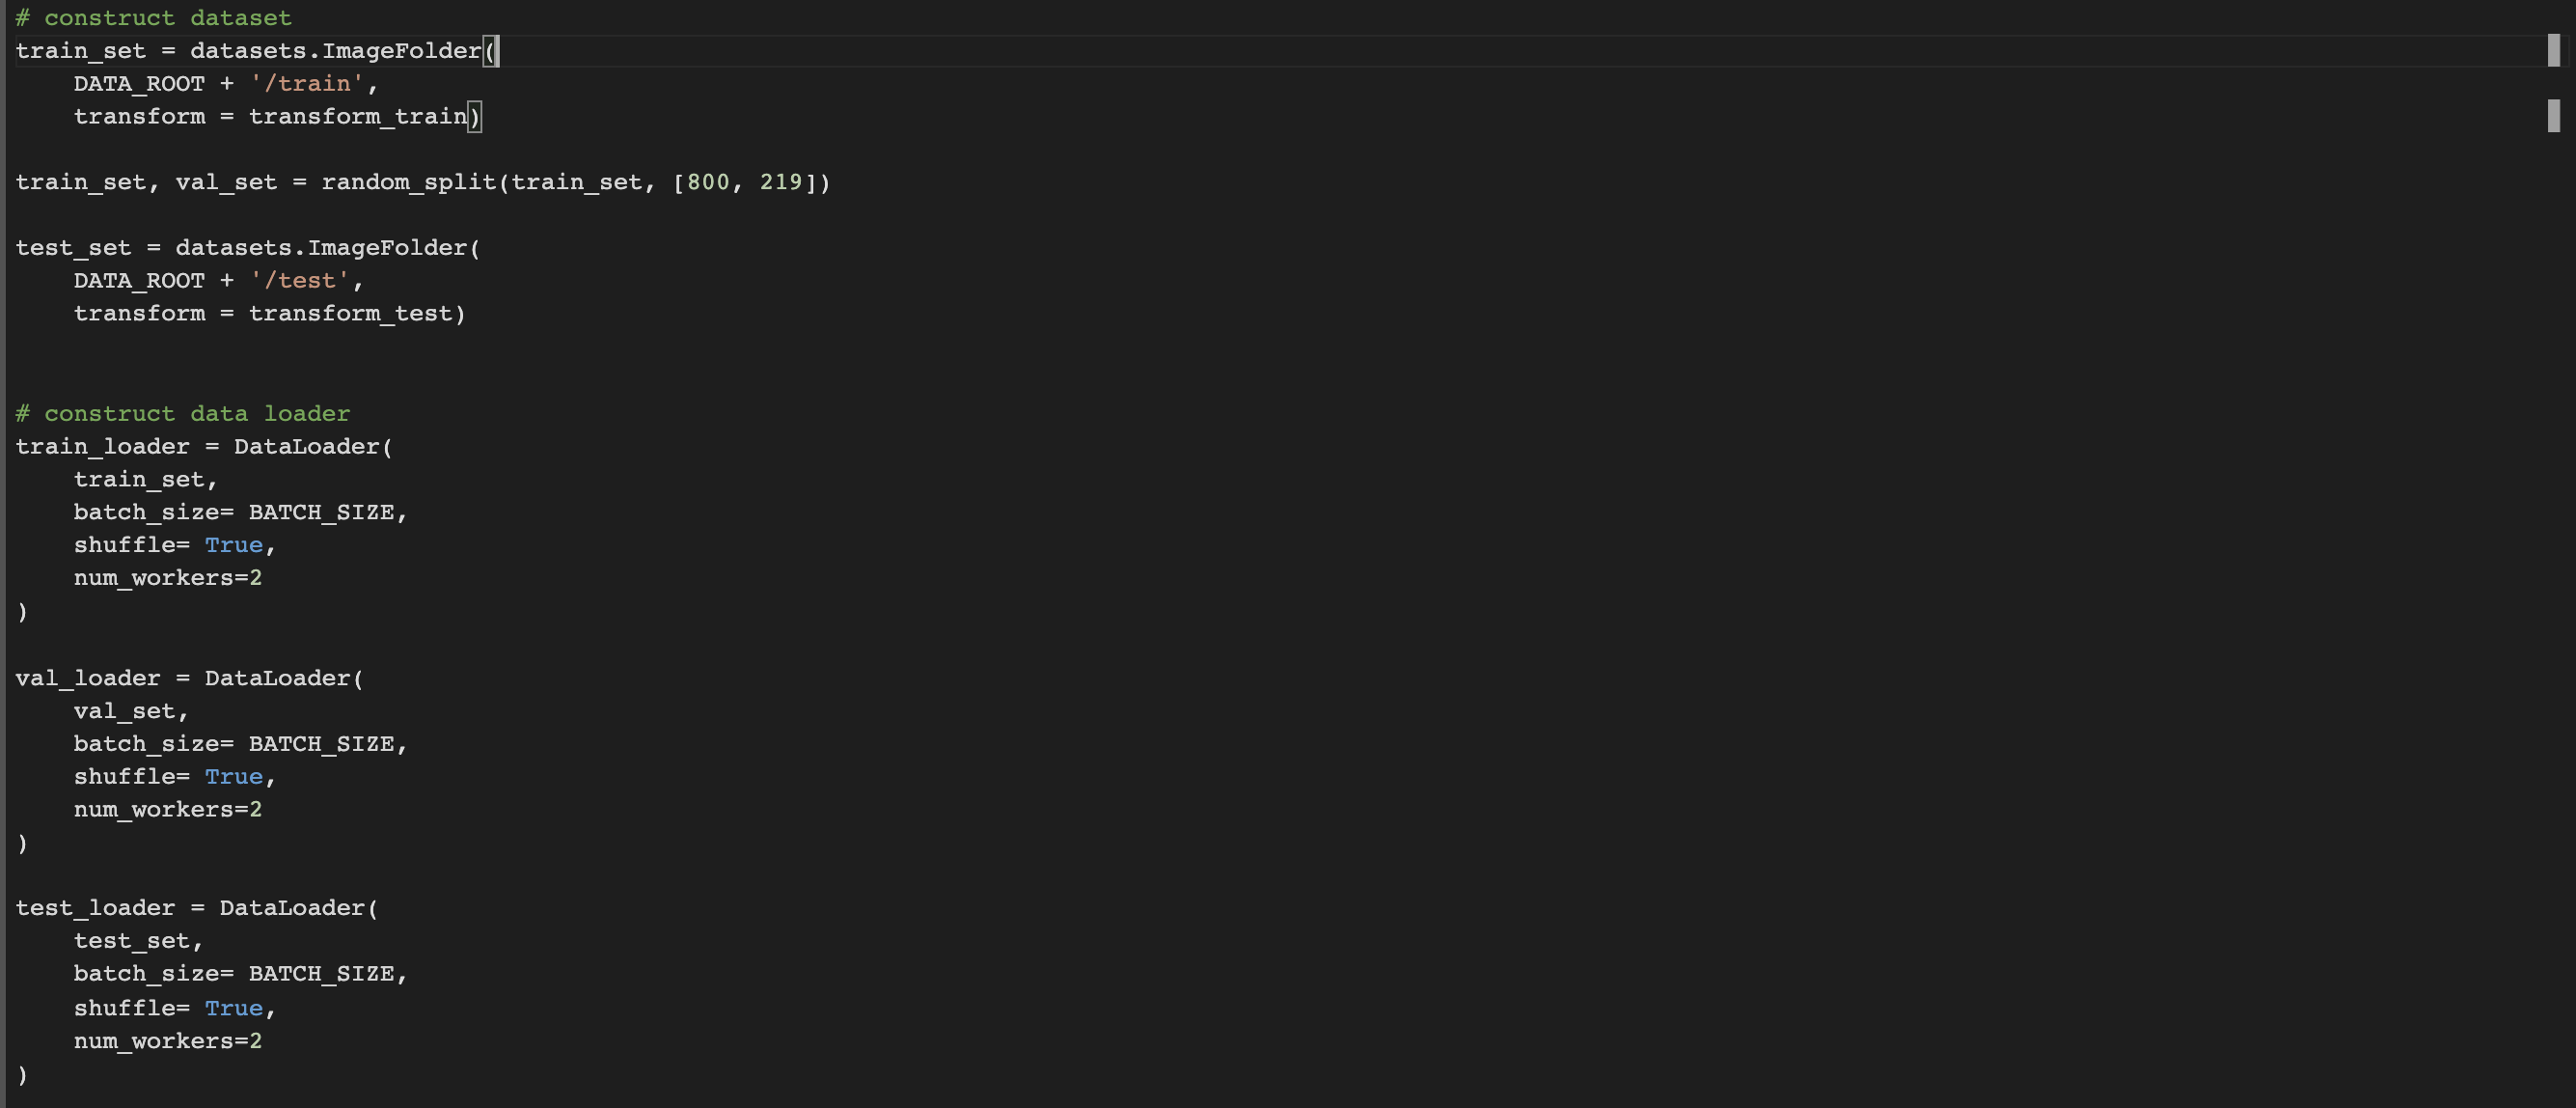 # construct dataset
train_set = datasets.ImageFolder(
    DATA_ROOT + '/train',
    transform = transform_train)
train_set, val_set = random_split(train_set, [800, 219])
test_set = datasets.ImageFolder(
    DATA_ROOT + '/test',
    transform = transform_test)
# construct data loader
train_loader = DataLoader(
    train_set,
    batch_size= BATCH_SIZE,
    shuffle= True,
    num_workers=2
)
val_loader = DataLoader(
    val_set,
    batch_size= BATCH_SIZE,
    shuffle= True,
    num_workers=2
)
test_loader = DataLoader(
    test_set,
    batch_size= BATCH_SIZE,
    shuffle= True,
    num_workers=2
)